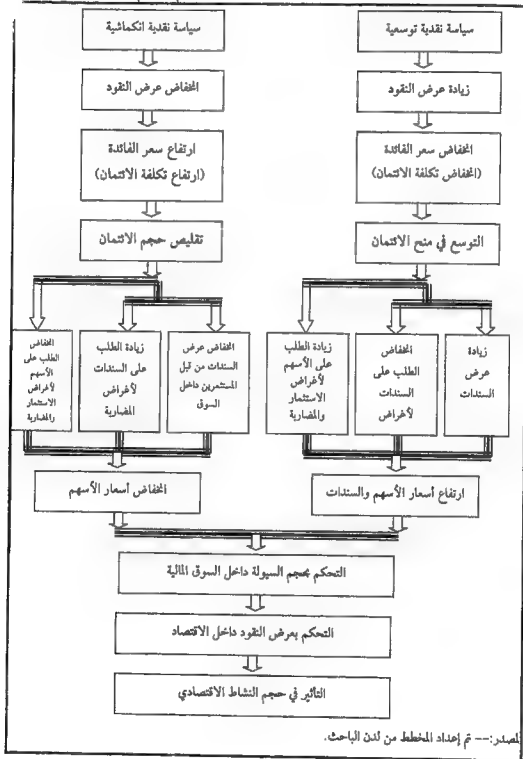 سياسة نقدية توسعية
سياسة نقدية انكماشية
زيادة عرض النقود
انخفاض عرض النقود
انخفاض سعر الفائدة
(انخفاض تكلفة الائتمان)
ارتفاع سعر الفائدة
(ارتفاع تكلفة الائتمان)
التوسع في منح الائتمان
تقليص حجم الائتمان
زيادة
عرض
السندات
انخفاض
الطلب على
السندات
لأغراض
زيادة الطلب
على الأسهم
لأغراض
الاستثمار
والمضاربة
انخفاض عرض
السندات من قبل
المستثمرين داخل
السوق
زيادة الطلب
على السندات
لأغراض
المضاربة
انخفاض
الطلب على
الأسهم
لأغراض
الاستثمار
والمضاربة
ارتفاع أسعار الأسهم والسندات
انخفاض أسعار الأسهم
التحكم بحجم السيولة داخل السوق المالية
التحكم بعرض النقود داخل الاقتصاد
التأثير في حجم النشاط الاقتصادي
المصدر:-- تم إعداد المخطط من لدن الباحث.